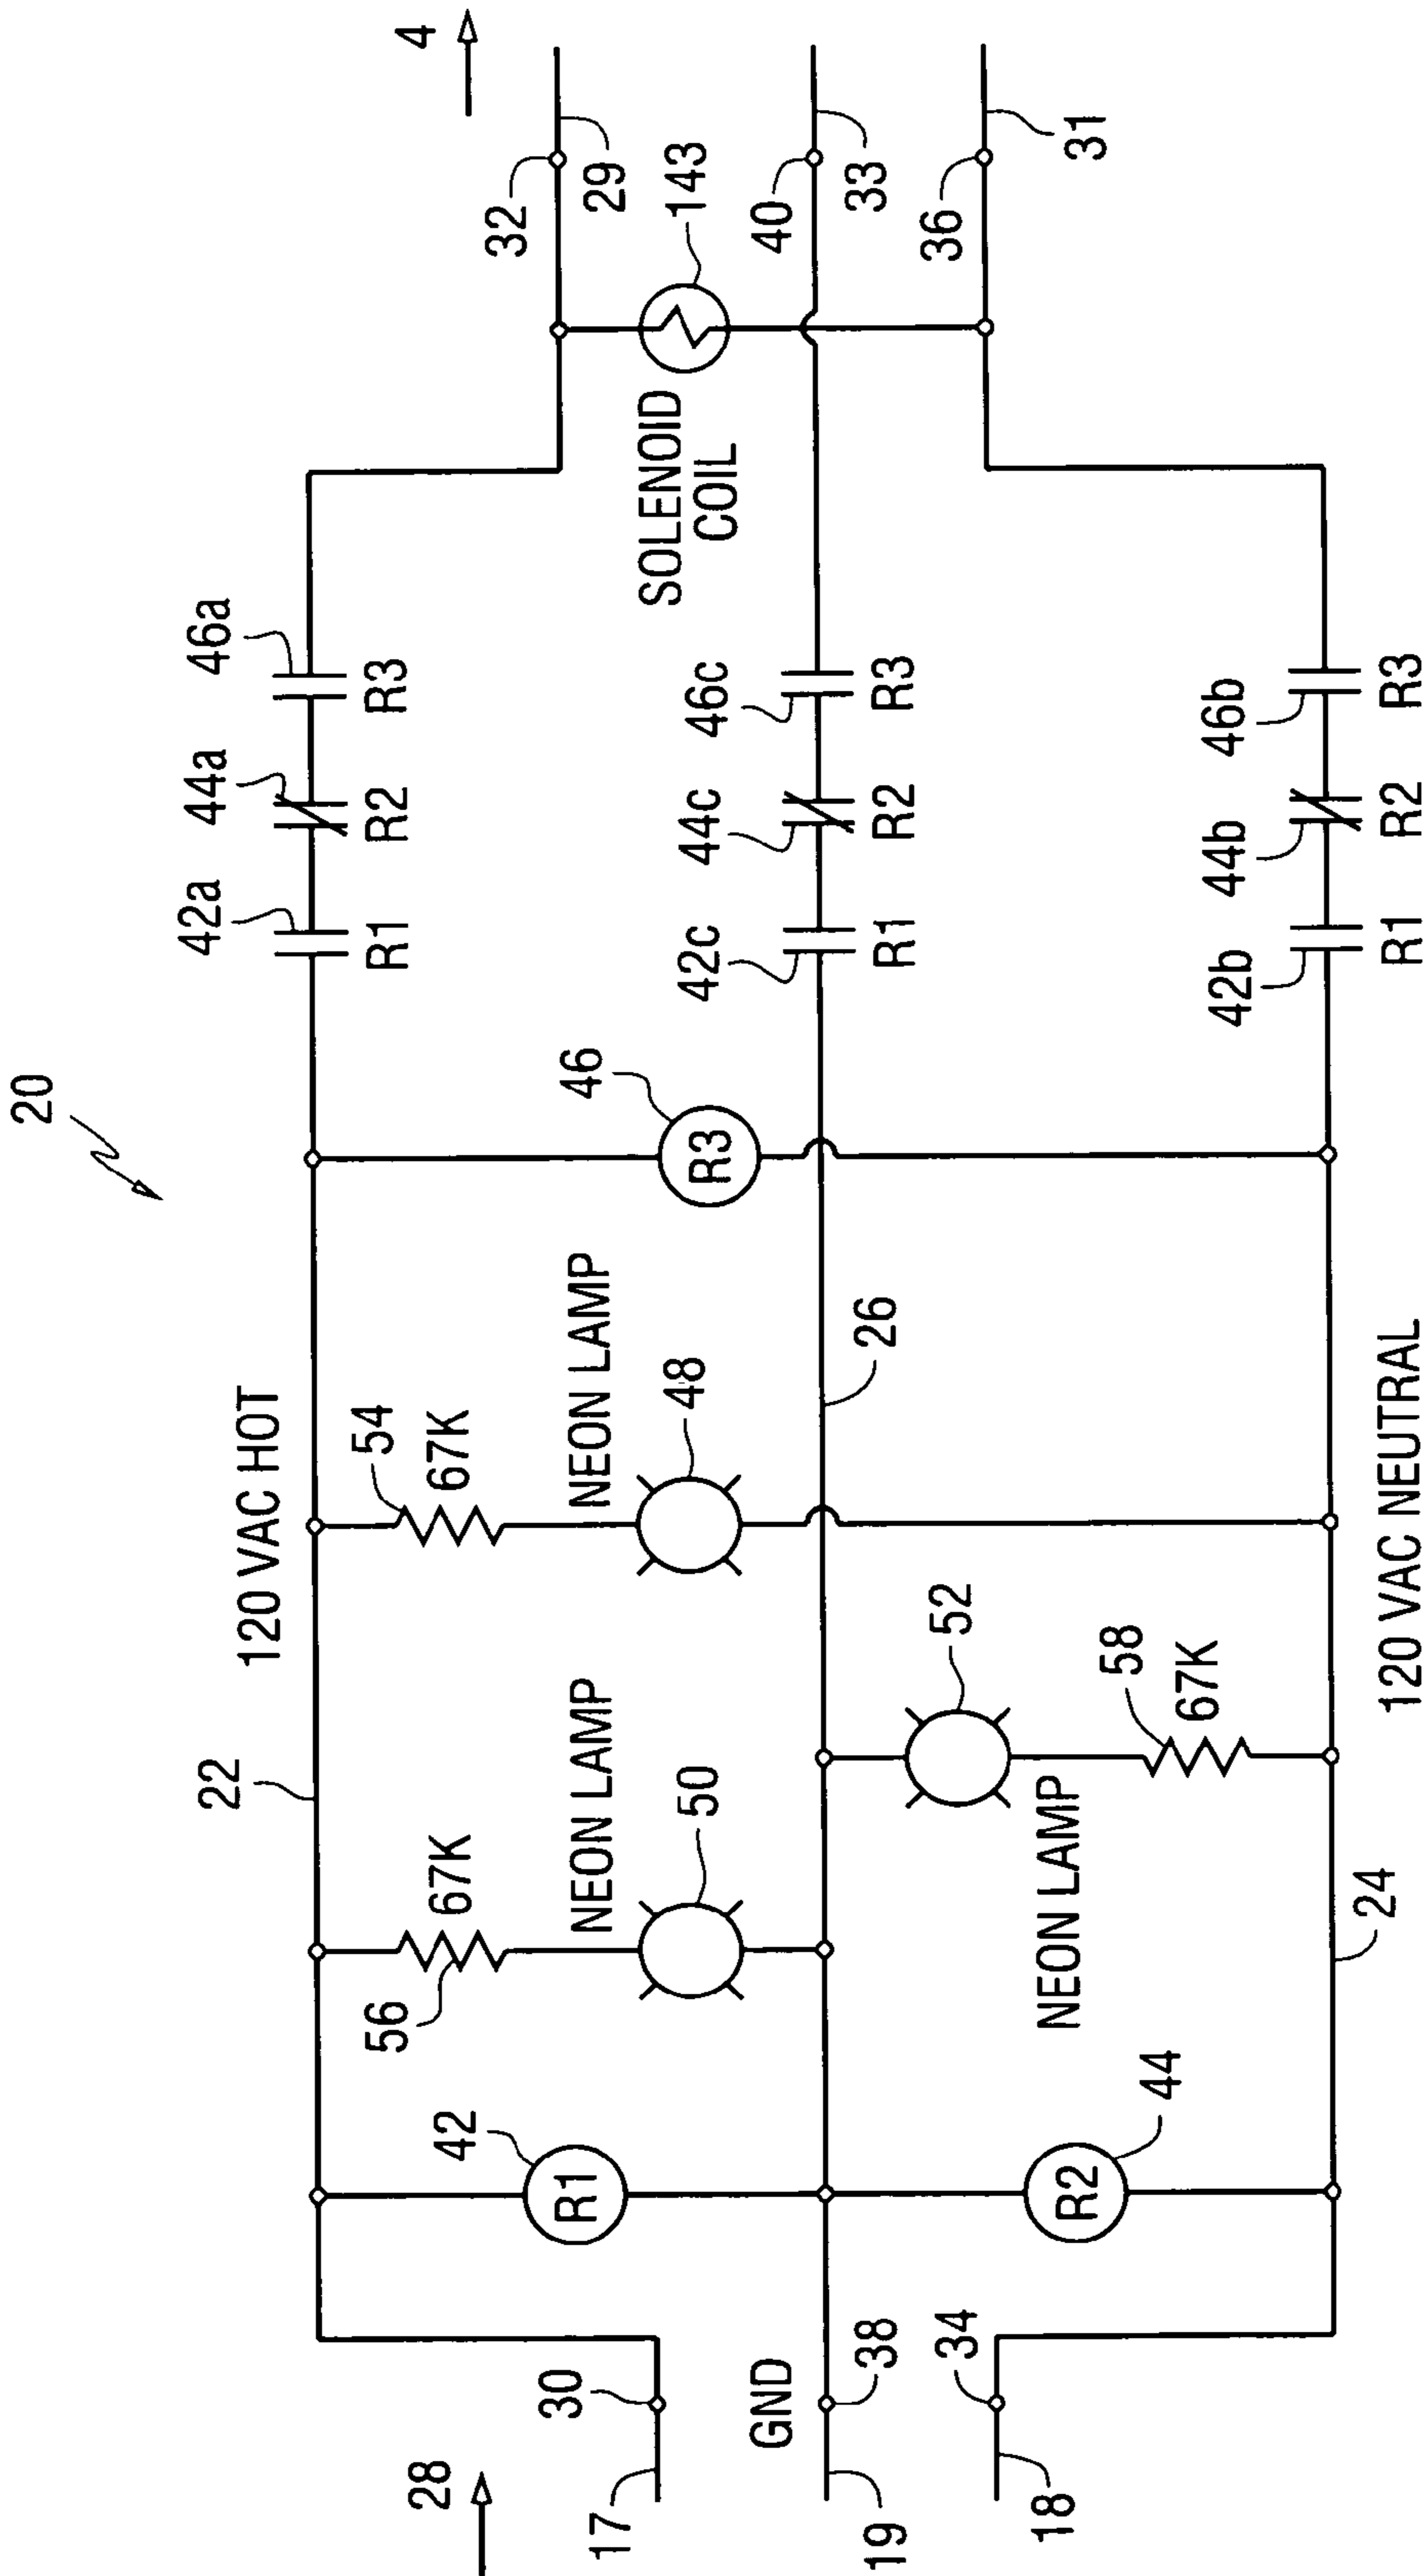 20
28
4
120 VAC HOT
22
17
30
GND
19
38
18
34
42
R1
R2
44
56
67K
NEON LAMP
50
NEON LAMP
52
58
67K
24
54
67K
NEON LAMP
48
26
46
R3
42a
44a
46a
R1
R2
R3
42c
44c
46c
R1
R2
R3
42b
44b
46b
R1
R2
R3
SOLENOID
COIL
143
32
29
40
33
36
31
120 VAC NEUTRAL